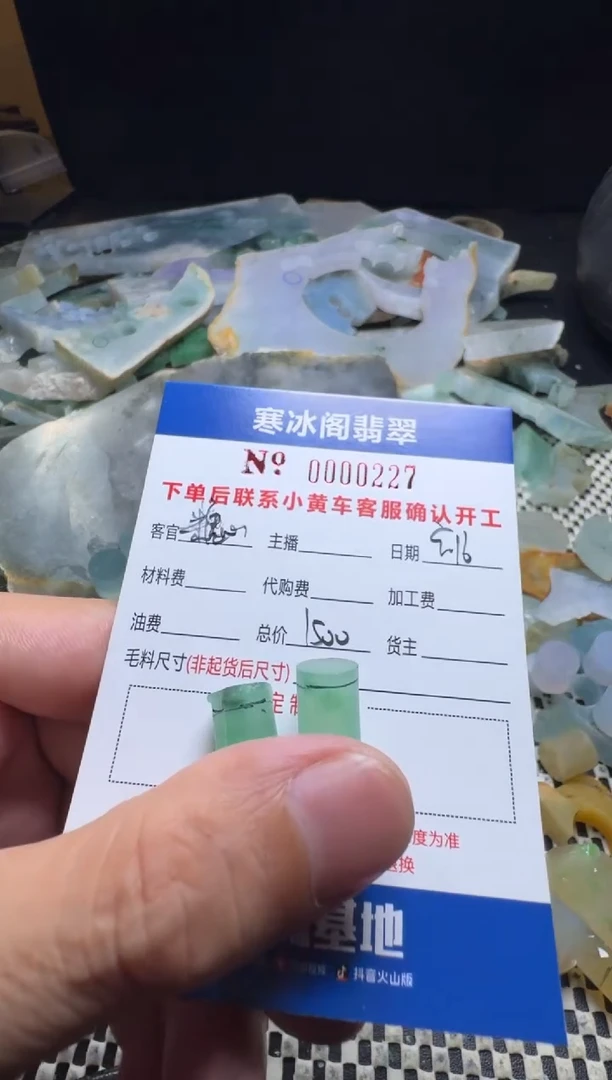 寒冰阁翡翠
Nº 0000227
下单后联系小黄车客服确认开工
客官 主播 日期
材料费 代购费 加工费
油费 总价 1500 货主
毛料尺寸(非起货后尺寸)
定制
度为准
退换
基地
抖音火山版